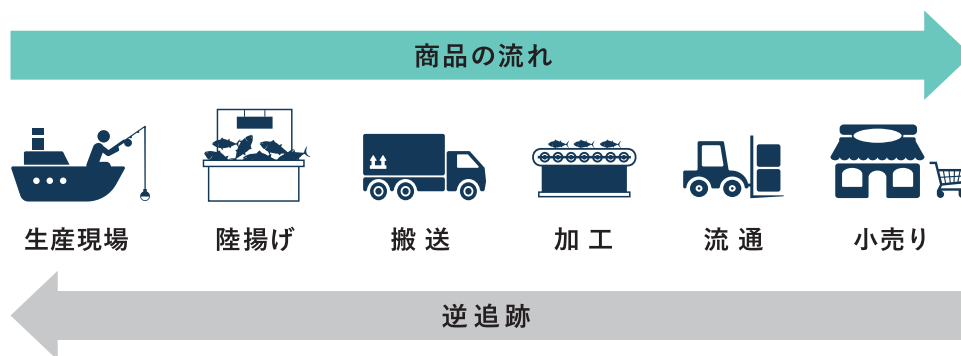 商品の流れ
生産現場
陸揚げ
搬送
加工
流通
小売り
逆追跡